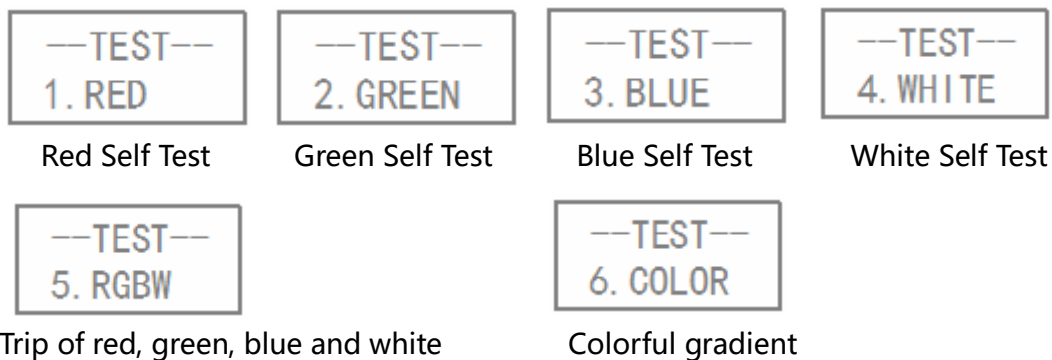 --TEST--
1. RED
--TEST--
2. GREEN
--TEST--
3. BLUE
--TEST--
4. WHITE
Red Self Test
Green Self Test
Blue Self Test
White Self Test
--TEST--
5. RGBW
--TEST--
6. COLOR
Trip of red, green, blue and white
Colorful gradient